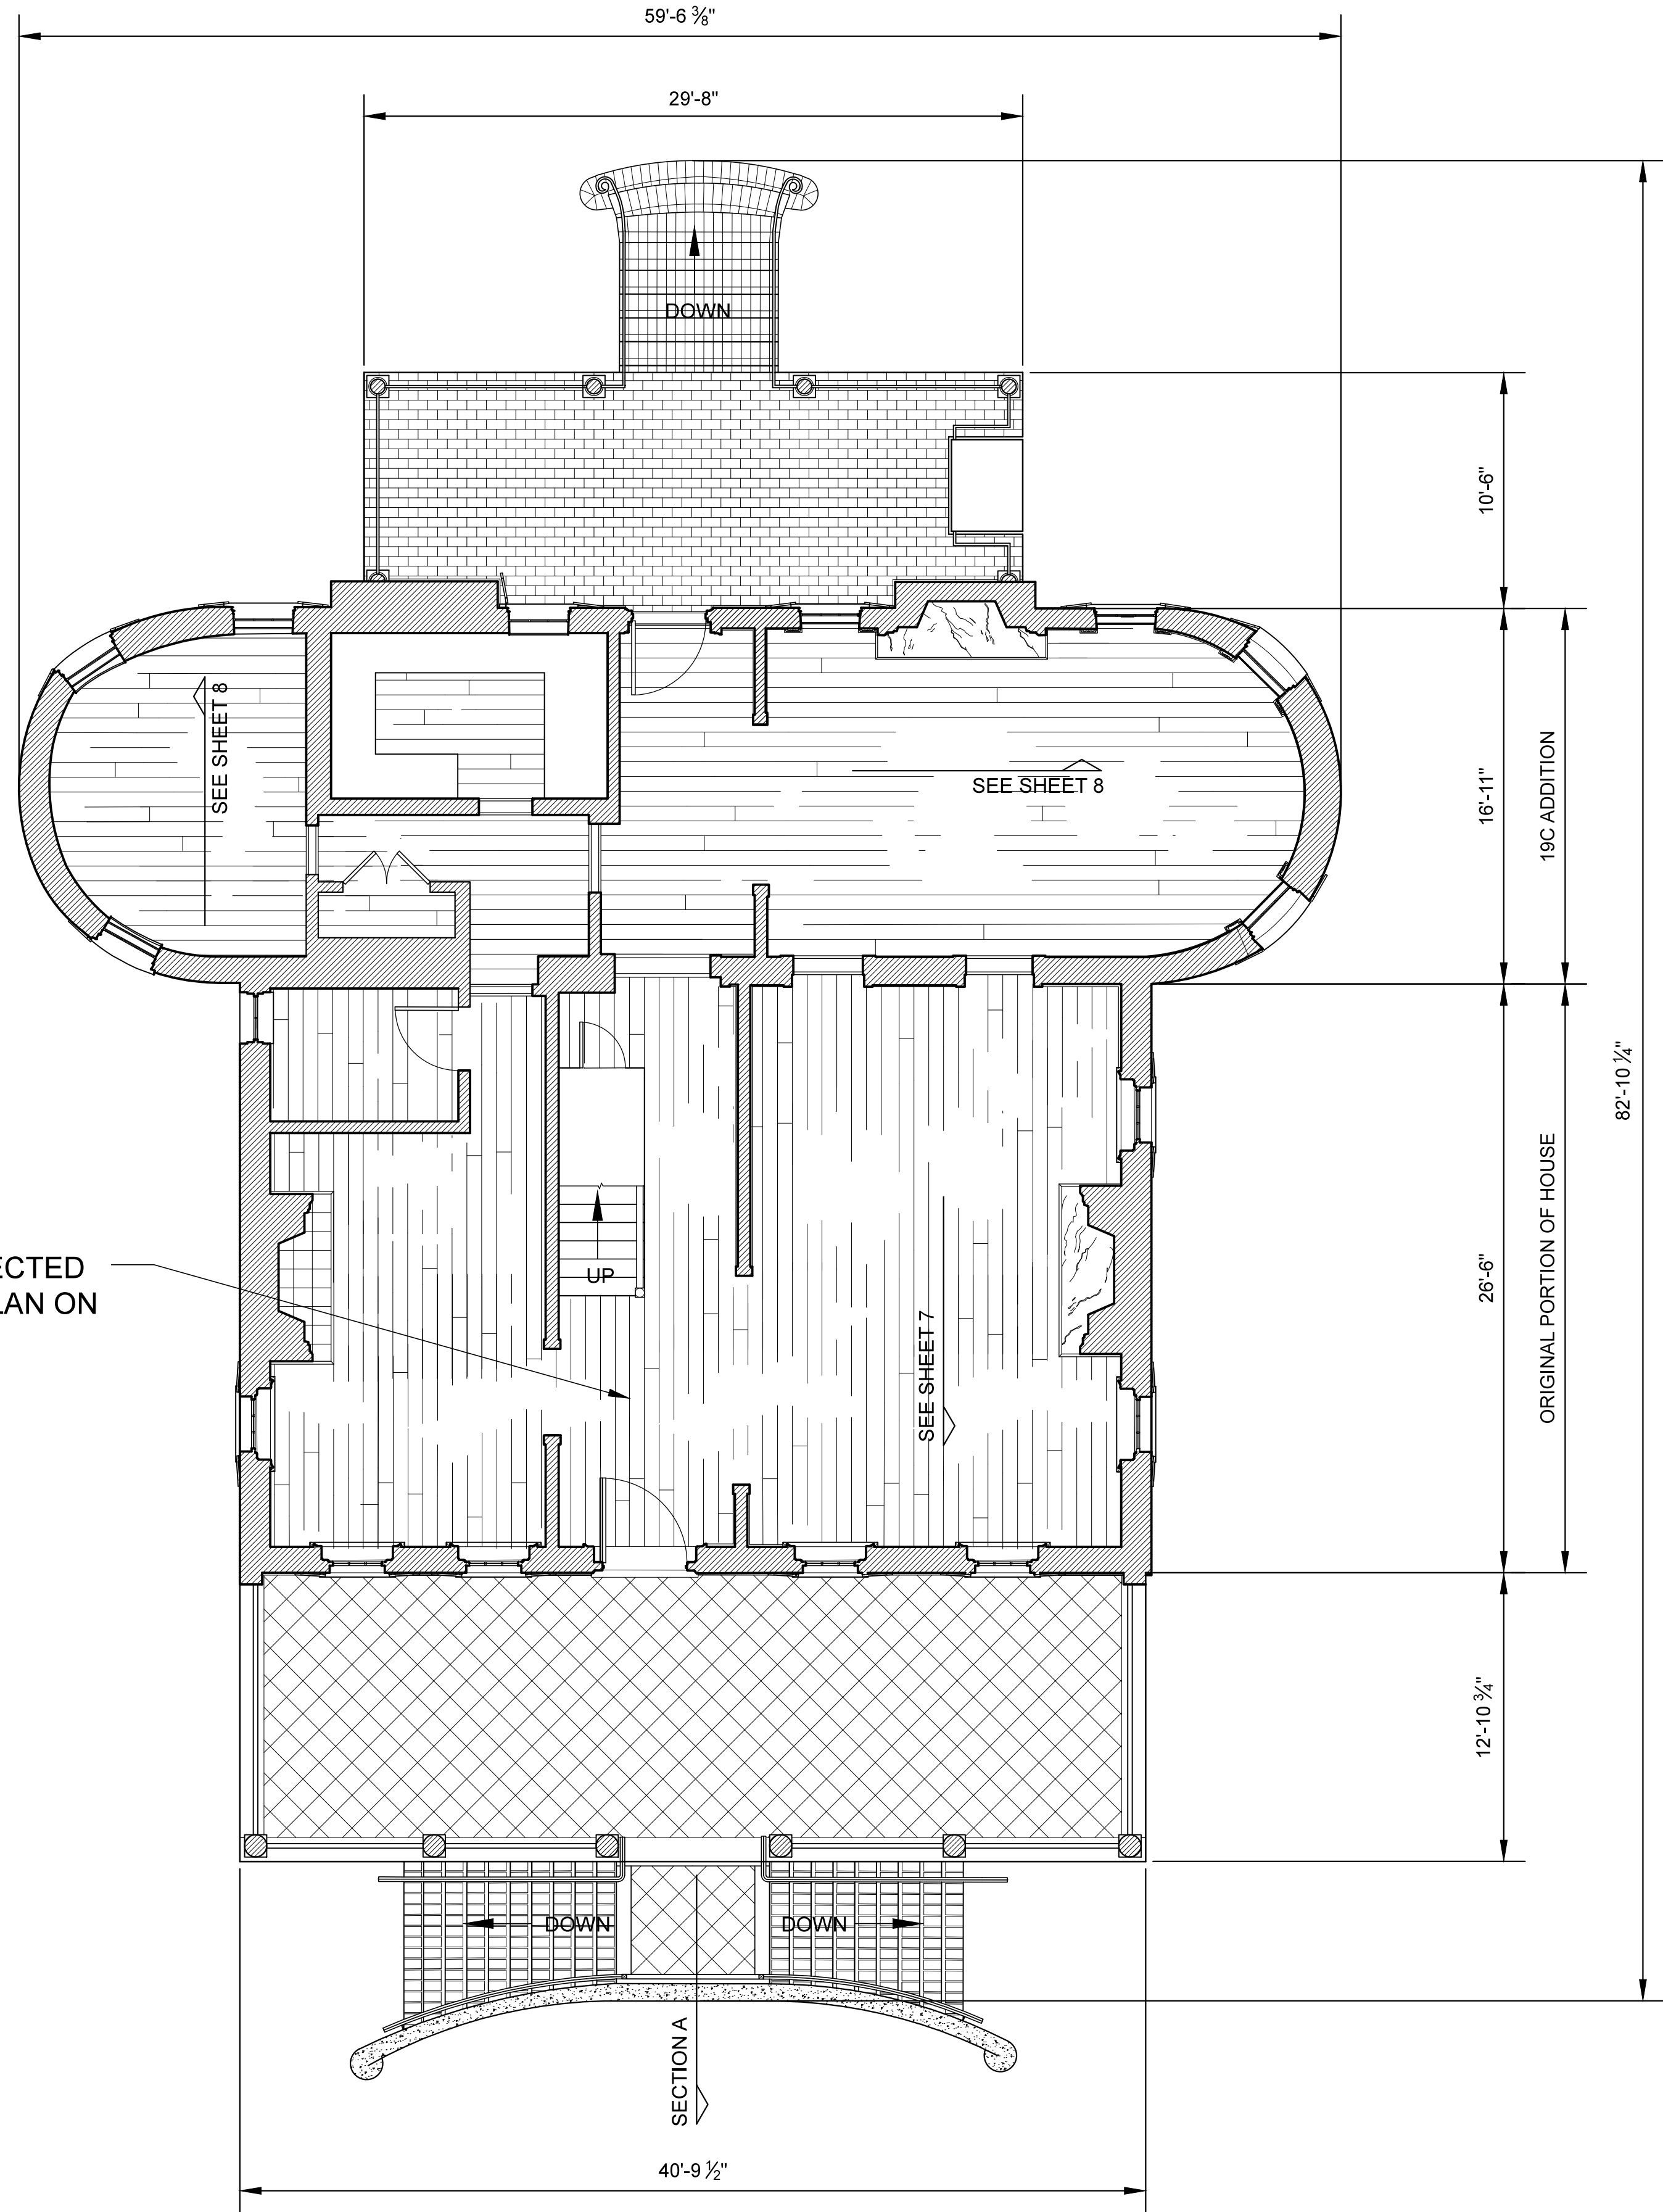 59'-6 ⅜"
29'-8"
DOWN
10'-6"
SEE SHEET 8
SEE SHEET 8
16'-11"
19C ADDITION
82'-10 ¼"
ECTED
LAN ON
UP
SEE SHEET 7
26'-6"
ORIGINAL PORTION OF HOUSE
12'-10 ¾"
DOWN
DOWN
SECTION A
40'-9 ½"